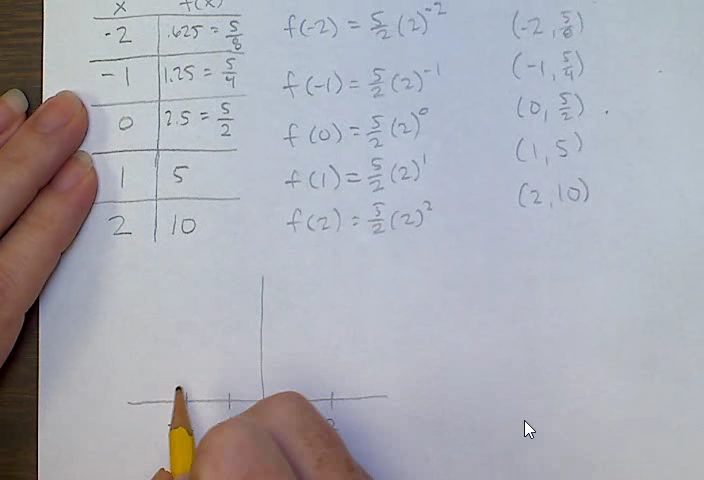 x f(x)
-2 .625 = 5/8 f(-2) = 5/2 (2)^-2 (-2, 5/8)
-1 1.25 = 5/4 f(-1) = 5/2 (2)^-1 (-1, 5/4)
0 2.5 = 5/2 f(0) = 5/2 (2)^0 (0, 5/2)
1 5 f(1) = 5/2 (2)^1 (1, 5)
2 10 f(2) = 5/2 (2)^2 (2, 10)